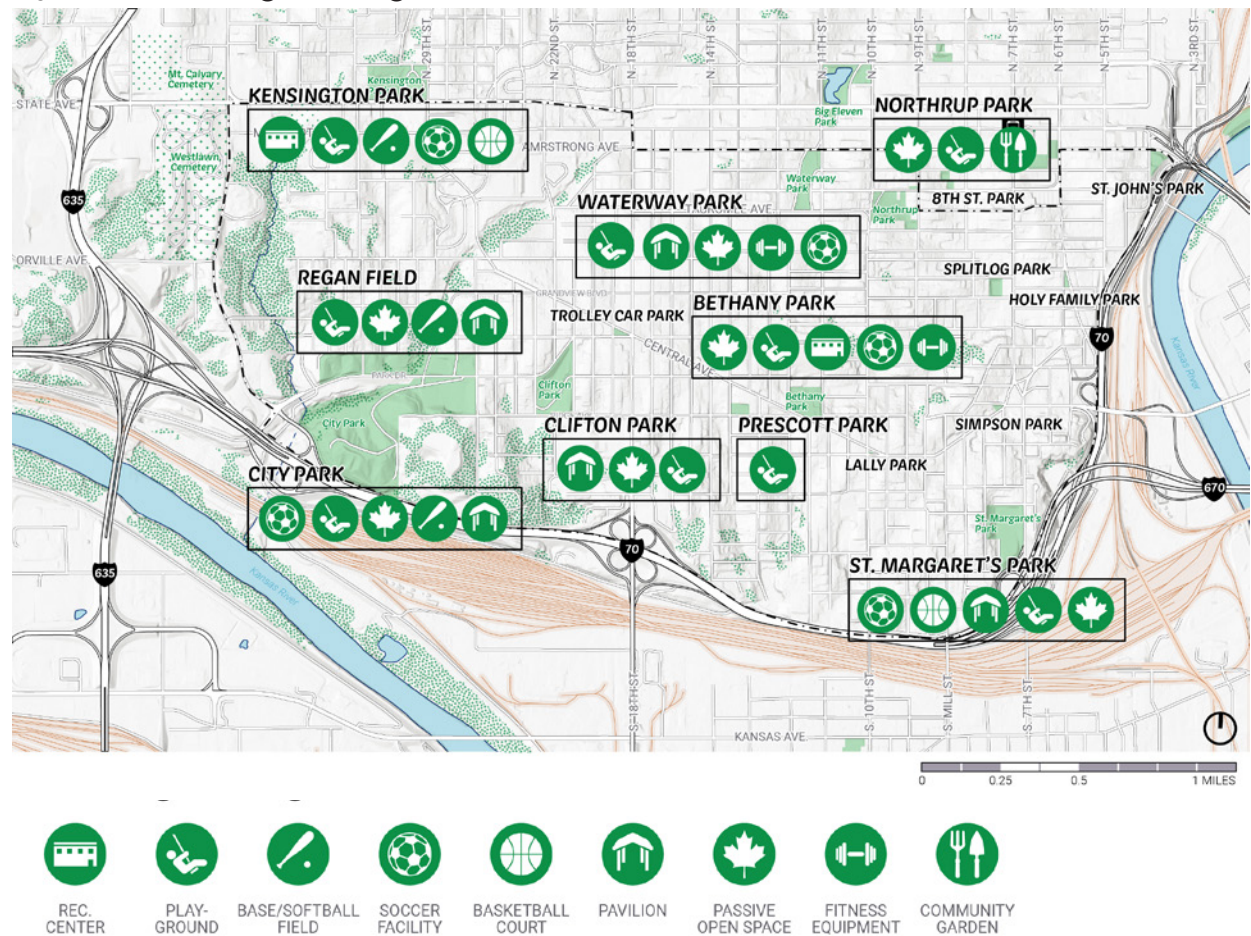 N. 29TH ST.
N. 22ND ST.
N. 18TH ST.
N. 14TH ST.
N. 11TH ST.
N. 10TH ST.
N. 9TH ST.
N. 7TH ST.
N. 6TH ST.
N. 5TH ST.
N. 3RD ST.
Mt. Calvary
Cemetery
Kensington
STATE AVE.
KENSINGTON PARK
Big Eleven
Park
NORTHRUP PARK
AMRSTRONG AVE.
Westlawn
Cemetery
635
Waterway
Park
8TH ST. PARK
ST. JOHN'S PARK
WATERWAY PARK
Northrup
Park
ORVILLE AVE.
REGAN FIELD
SPLITLOG PARK
GRANDVIEW BLVD.
HOLY FAMILY PARK
TROLLEY CAR PARK
BETHANY PARK
70
CENTRAL AVE.
Kansas River
PARK DR.
Clifton
Park
Bethany
Park
City Park
CLIFTON PARK
PRESCOTT PARK
SIMPSON PARK
LALLY PARK
CITY PARK
670
St. Margaret's
Park
70
635
Kansas River
ST. MARGARET'S PARK
S. 18TH ST.
S. 10TH ST.
S. MILL ST.
S. 7TH ST.
KANSAS AVE.
0 0.25 0.5 1 MILES
REC.
CENTER
PLAY-
GROUND
BASE/SOFTBALL
FIELD
SOCCER
FACILITY
BASKETBALL
COURT
PAVILION
PASSIVE
OPEN SPACE
FITNESS
EQUIPMENT
COMMUNITY
GARDEN